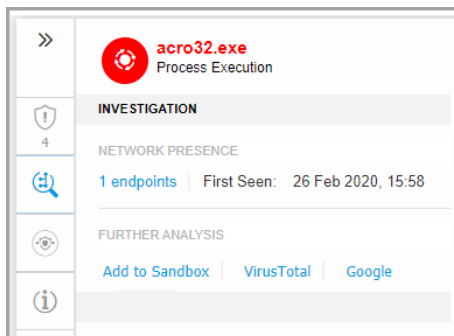 acro32.exe
Process Execution
INVESTIGATION
4
NETWORK PRESENCE
1 endpoints First Seen: 26 Feb 2020, 15:58
FURTHER ANALYSIS
Add to Sandbox VirusTotal Google